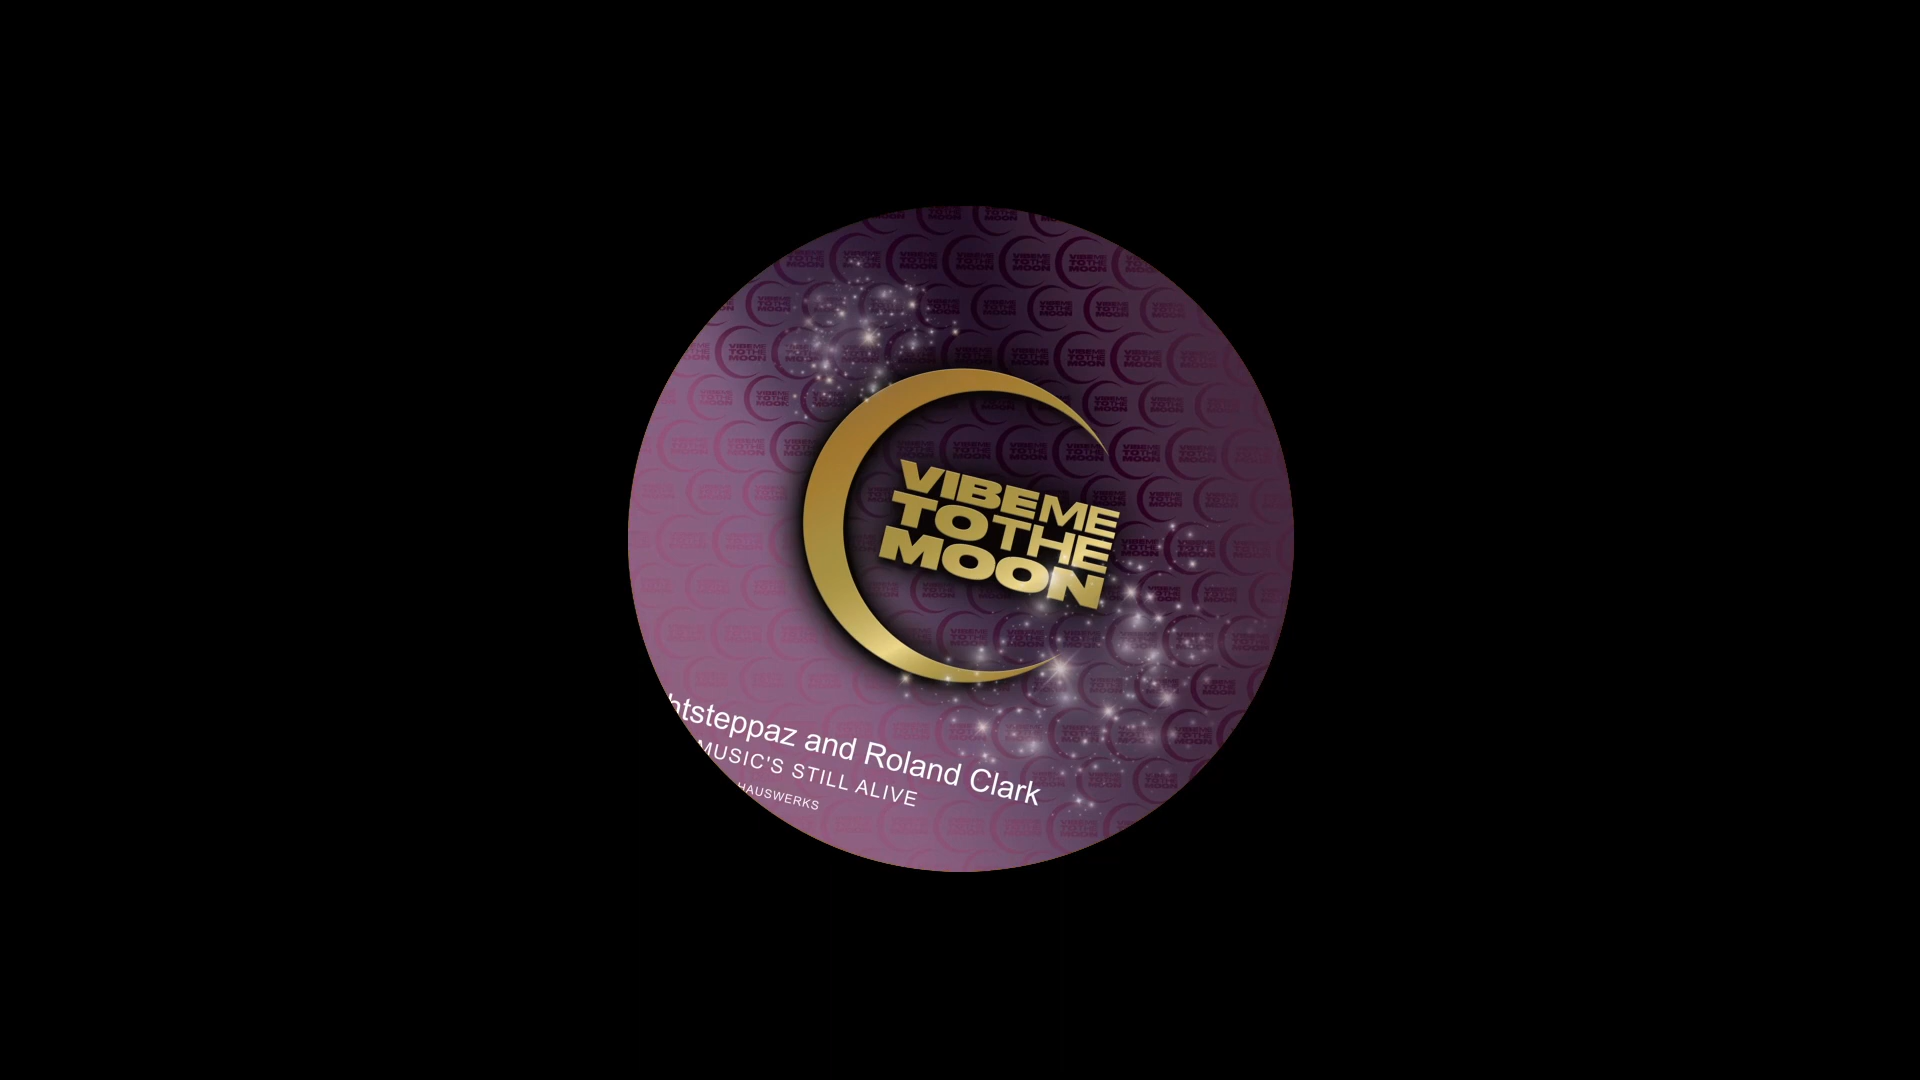 VIBE ME
TO THE
MOON
htsteppaz and Roland Clark
MUSIC'S STILL ALIVE
HAUSWERKS